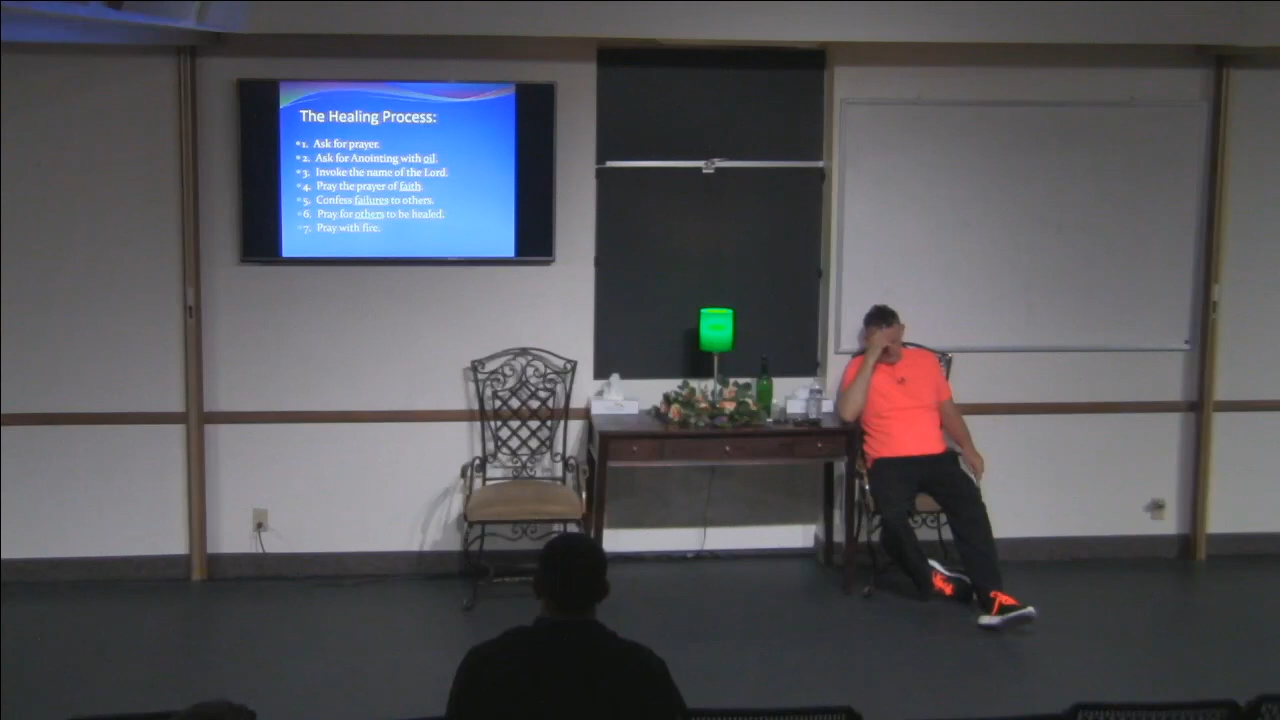 The Healing Process:
1. Ask for prayer.
2. Ask for Anointing with oil.
3. Invoke the name of the Lord.
4. Pray the prayer of faith.
5. Confess failures to others.
6. Pray for others to be healed.
7. Pray with fire.